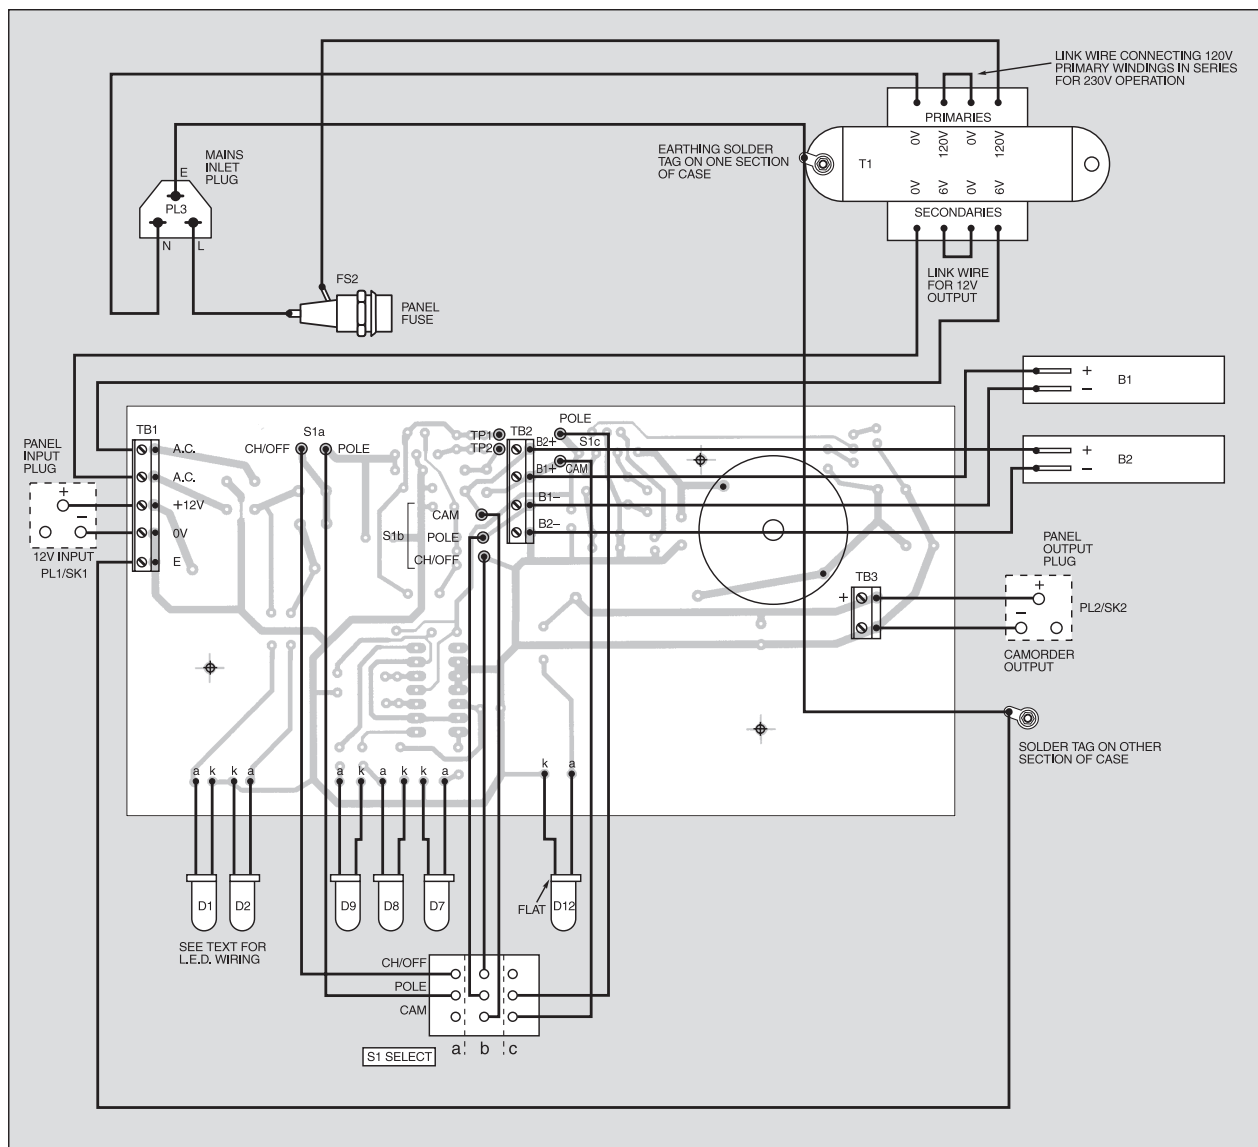 LINK WIRE CONNECTING 120V
PRIMARY WINDINGS IN SERIES
FOR 230V OPERATION
PRIMARIES
0V 120V 0V 120V
T1
0V 6V 0V 6V
SECONDARIES
EARTHING SOLDER
TAG ON ONE SECTION
OF CASE
MAINS
INLET
PLUG
E
PL3
N L
LINK WIRE
FOR 12V
OUTPUT
FS2
PANEL
FUSE
+
−
B1
+
−
B2
PANEL
INPUT
PLUG
+
−
12V INPUT
PL1/SK1
TB1
A.C.
A.C.
+12V
0V
E
S1a
CH/OFF POLE
TP1
TP2
TB2
B2+
B1+
B1−
B2−
POLE
S1c
CAM
CAM
S1b POLE
CH/OFF
TB3
+
PANEL
OUTPUT
PLUG
+
−
PL2/SK2
CAMORDER
OUTPUT
SOLDER TAG ON OTHER
SECTION OF CASE
a k k a
a k a k k a
k a
D1 D2
D9 D8 D7
D12
FLAT
SEE TEXT FOR
L.E.D. WIRING
CH/OFF
POLE
CAM
a b c
S1 SELECT